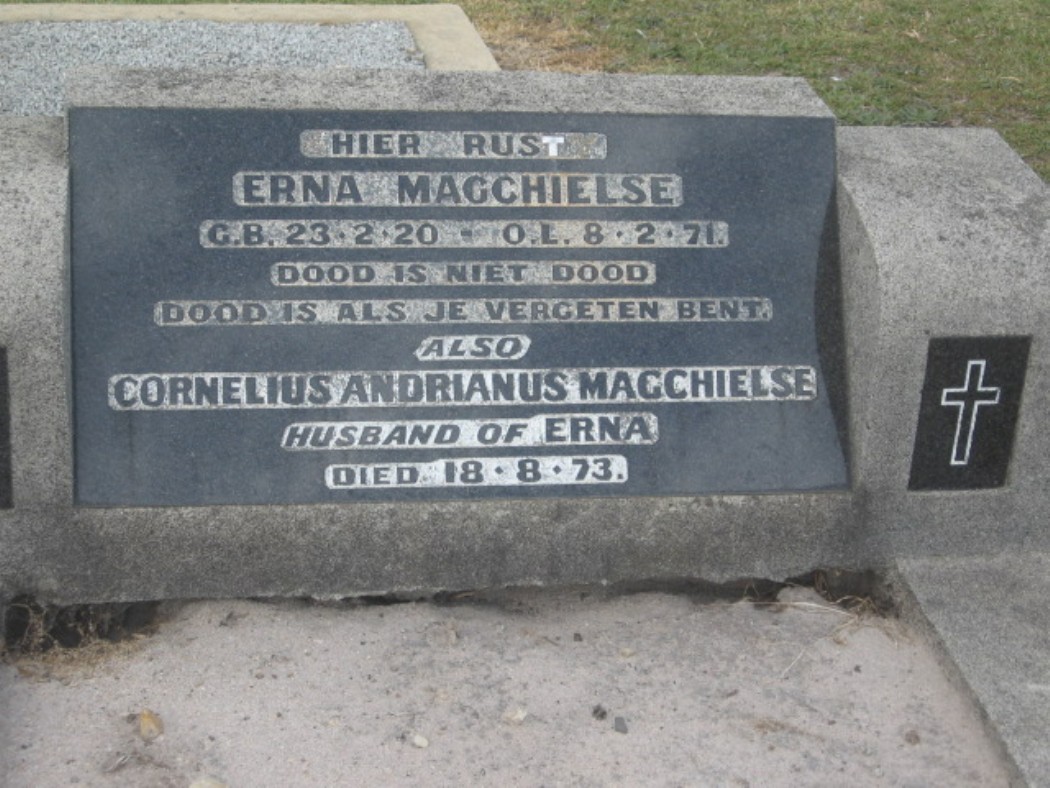 HIER RUST
ERNA MAGCHIELSE
G.B. 23·2·20 - O.L. 8·2·71.
DOOD IS NIET DOOD
DOOD IS ALS JE VERGETEN BENT.
ALSO
CORNELIUS ANDRIANUS MAGCHIELSE
HUSBAND OF ERNA
DIED. 18·8·73.